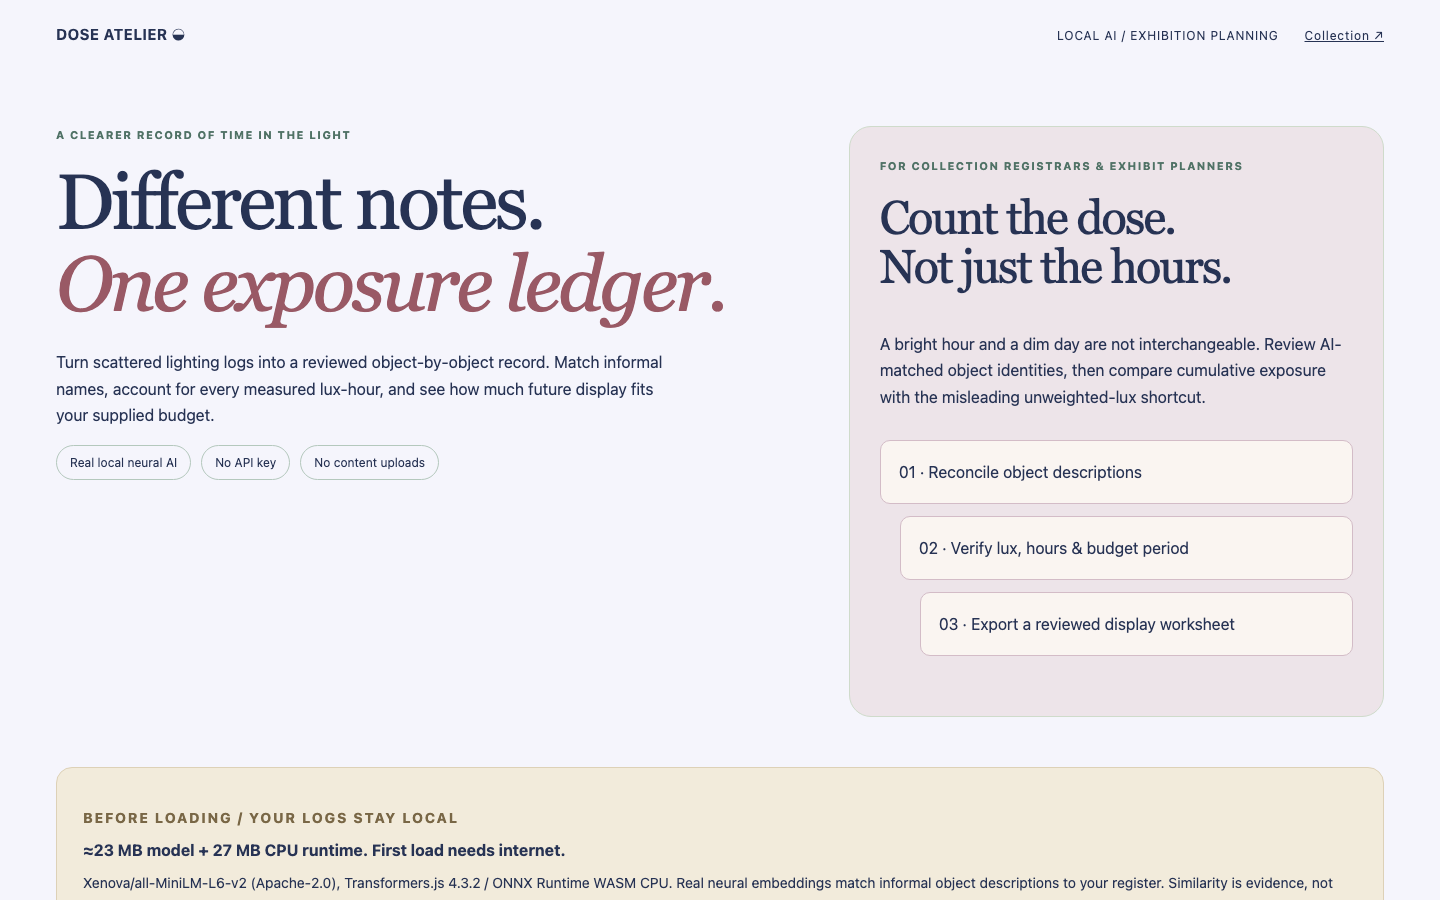 DOSE ATELIER
LOCAL AI / EXHIBITION PLANNING
Collection ↗
A CLEARER RECORD OF TIME IN THE LIGHT
Different notes.
One exposure ledger.
Turn scattered lighting logs into a reviewed object-by-object record. Match informal
names, account for every measured lux-hour, and see how much future display fits
your supplied budget.
Real local neural AI
No API key
No content uploads
FOR COLLECTION REGISTRARS & EXHIBIT PLANNERS
Count the dose.
Not just the hours.
A bright hour and a dim day are not interchangeable. Review AI-
matched object identities, then compare cumulative exposure
with the misleading unweighted-lux shortcut.
01 · Reconcile object descriptions
02 · Verify lux, hours & budget period
03 · Export a reviewed display worksheet
BEFORE LOADING / YOUR LOGS STAY LOCAL
≈23 MB model + 27 MB CPU runtime. First load needs internet.
Xenova/all-MiniLM-L6-v2 (Apache-2.0), Transformers.js 4.3.2 / ONNX Runtime WASM CPU. Real neural embeddings match informal object descriptions to your register. Similarity is evidence, not